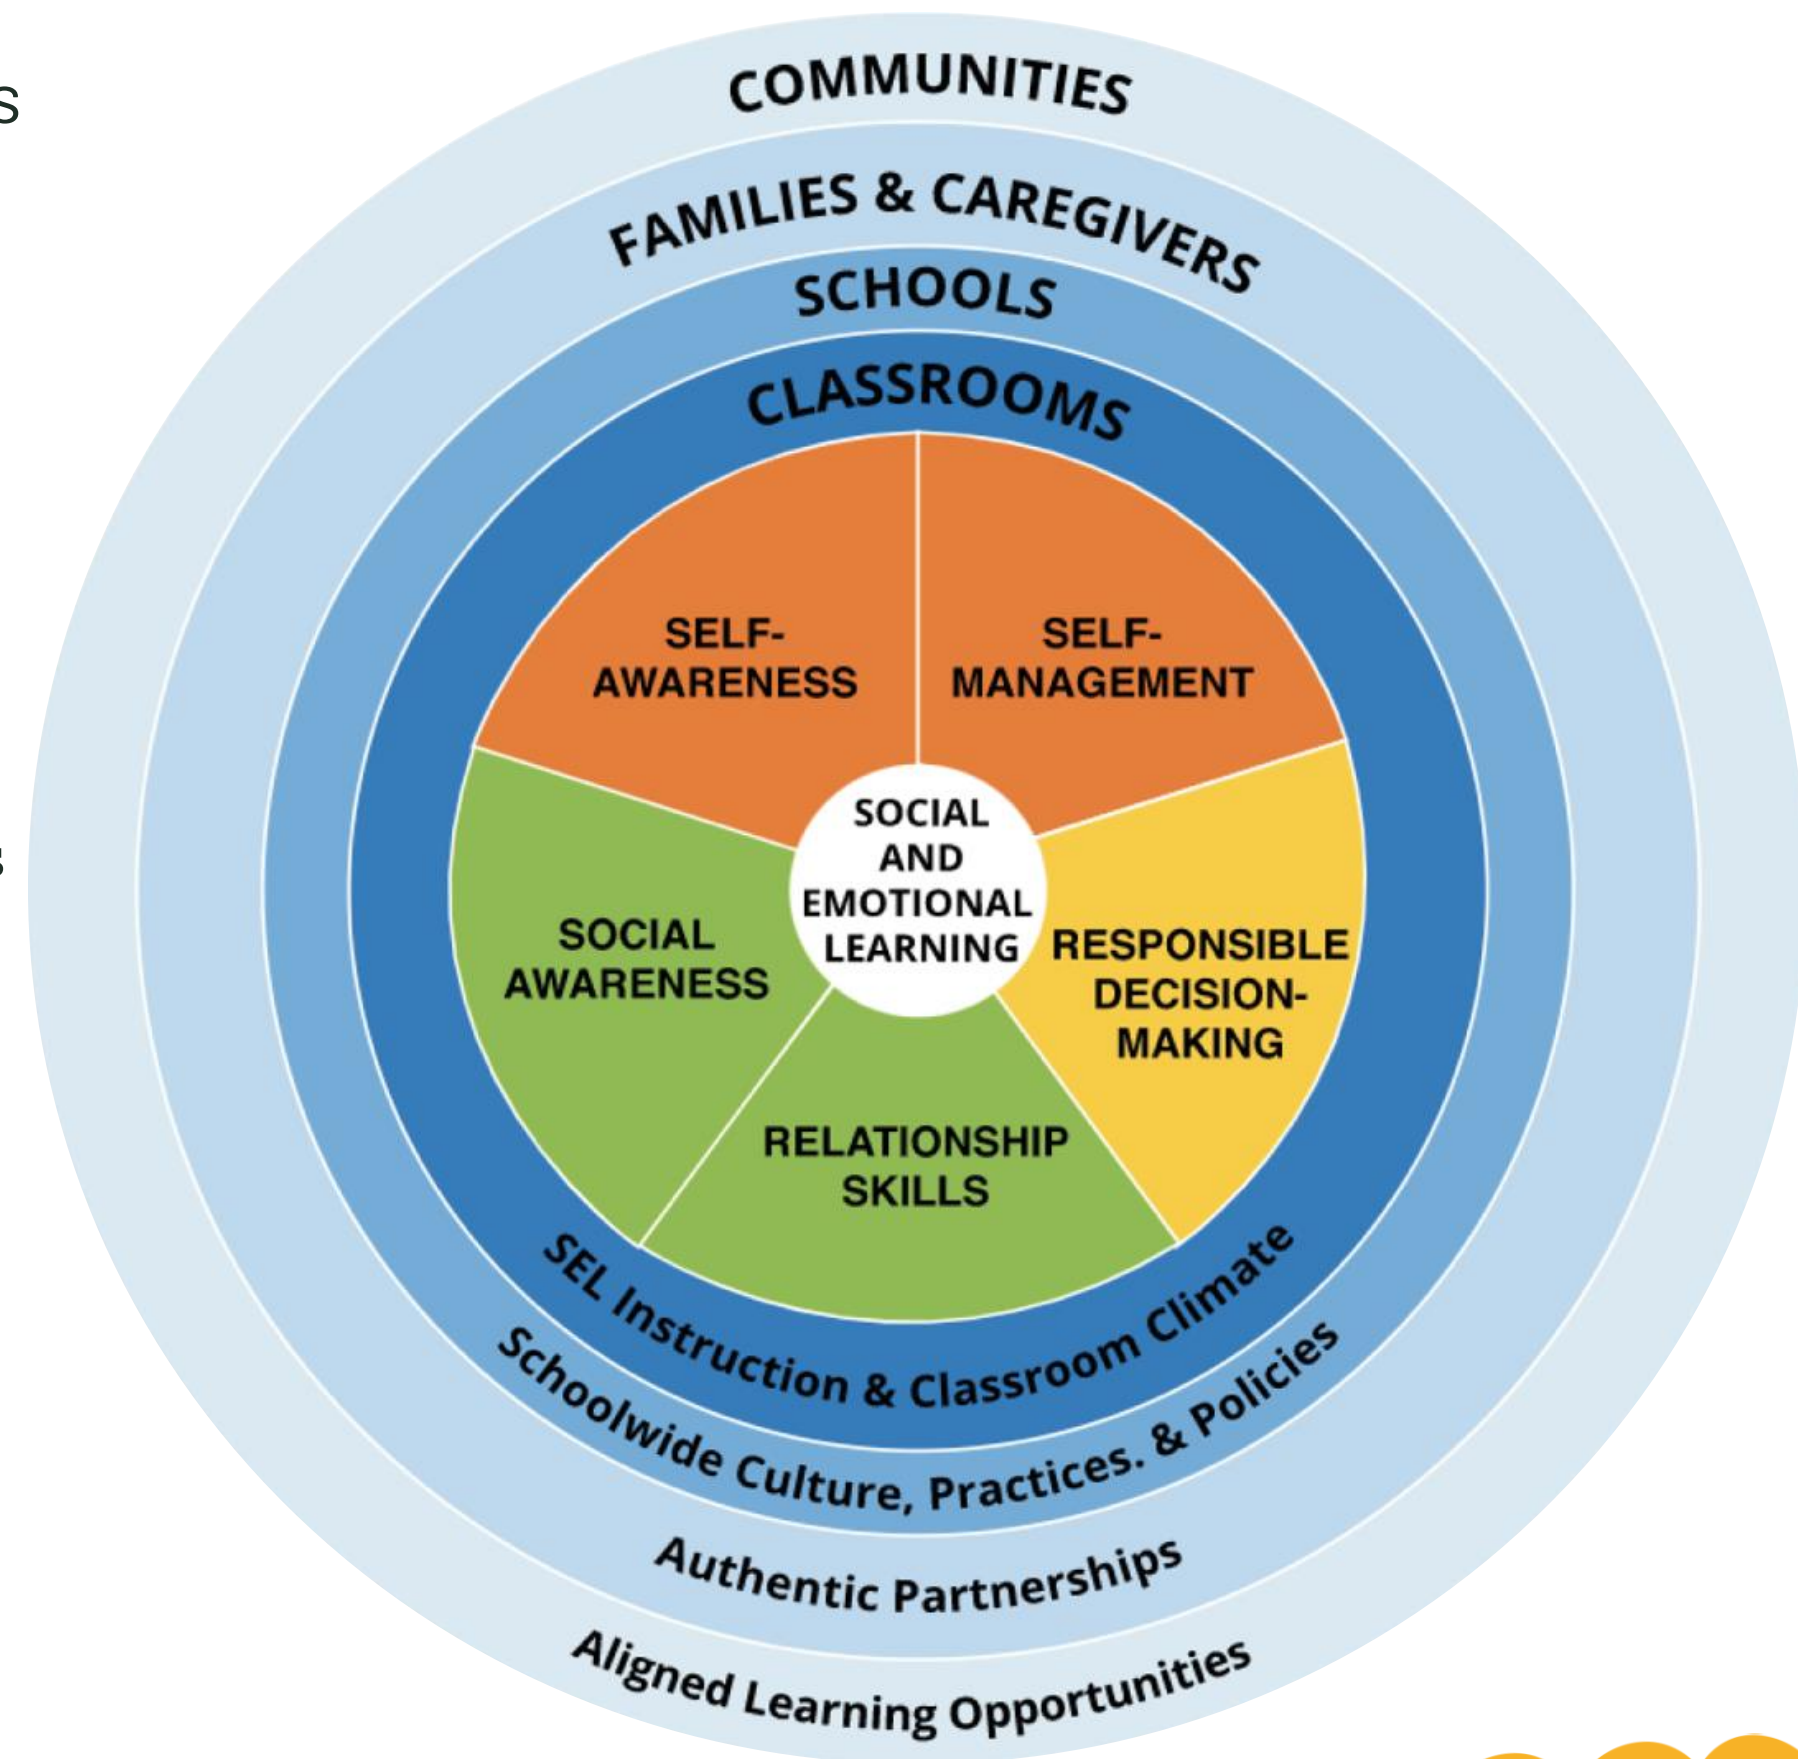 S
s
COMMUNITIES
FAMILIES & CAREGIVERS
SCHOOLS
CLASSROOMS
SELF-
AWARENESS
SELF-
MANAGEMENT
SOCIAL
AND
EMOTIONAL
LEARNING
SOCIAL
AWARENESS
RESPONSIBLE
DECISION-
MAKING
RELATIONSHIP
SKILLS
SEL Instruction & Classroom Climate
Schoolwide Culture, Practices. & Policies
Authentic Partnerships
Aligned Learning Opportunities